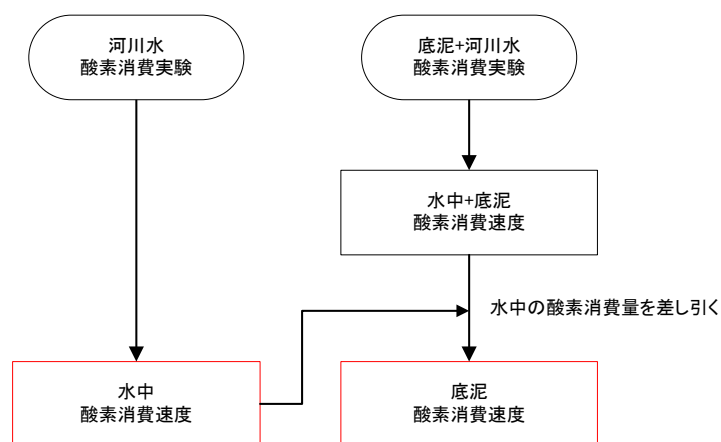 河川水
酸素消費実験
底泥+河川水
酸素消費実験
水中+底泥
酸素消費速度
水中の酸素消費量を差し引く
水中
酸素消費速度
底泥
酸素消費速度